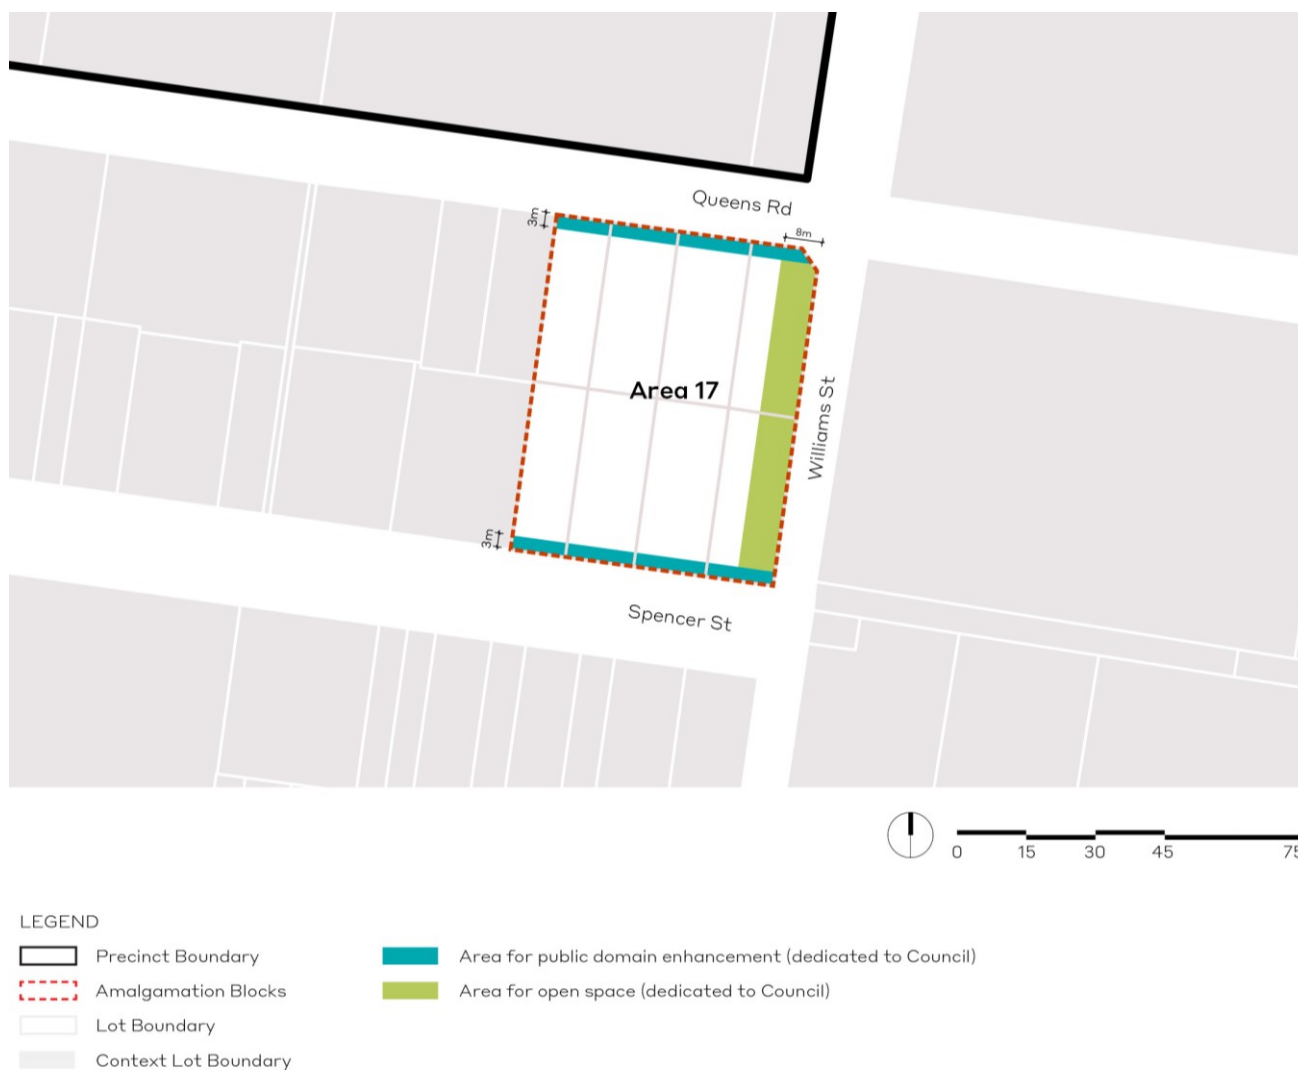 Queens Rd
3m
8m
Area 17
Williams St
3m
Spencer St
0 15 30 45 75
LEGEND
Precinct Boundary
Area for public domain enhancement (dedicated to Council)
Amalgamation Blocks
Area for open space (dedicated to Council)
Lot Boundary
Context Lot Boundary